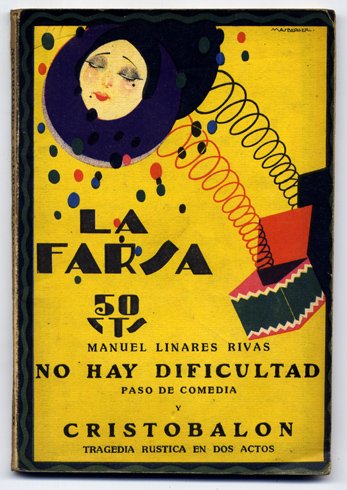 LA
FARSA
50
CTS
MANUEL LINARES RIVAS
NO HAY DIFICULTAD
PASO DE COMEDIA
Y
CRISTOBALON
TRAGEDIA RUSTICA EN DOS ACTOS